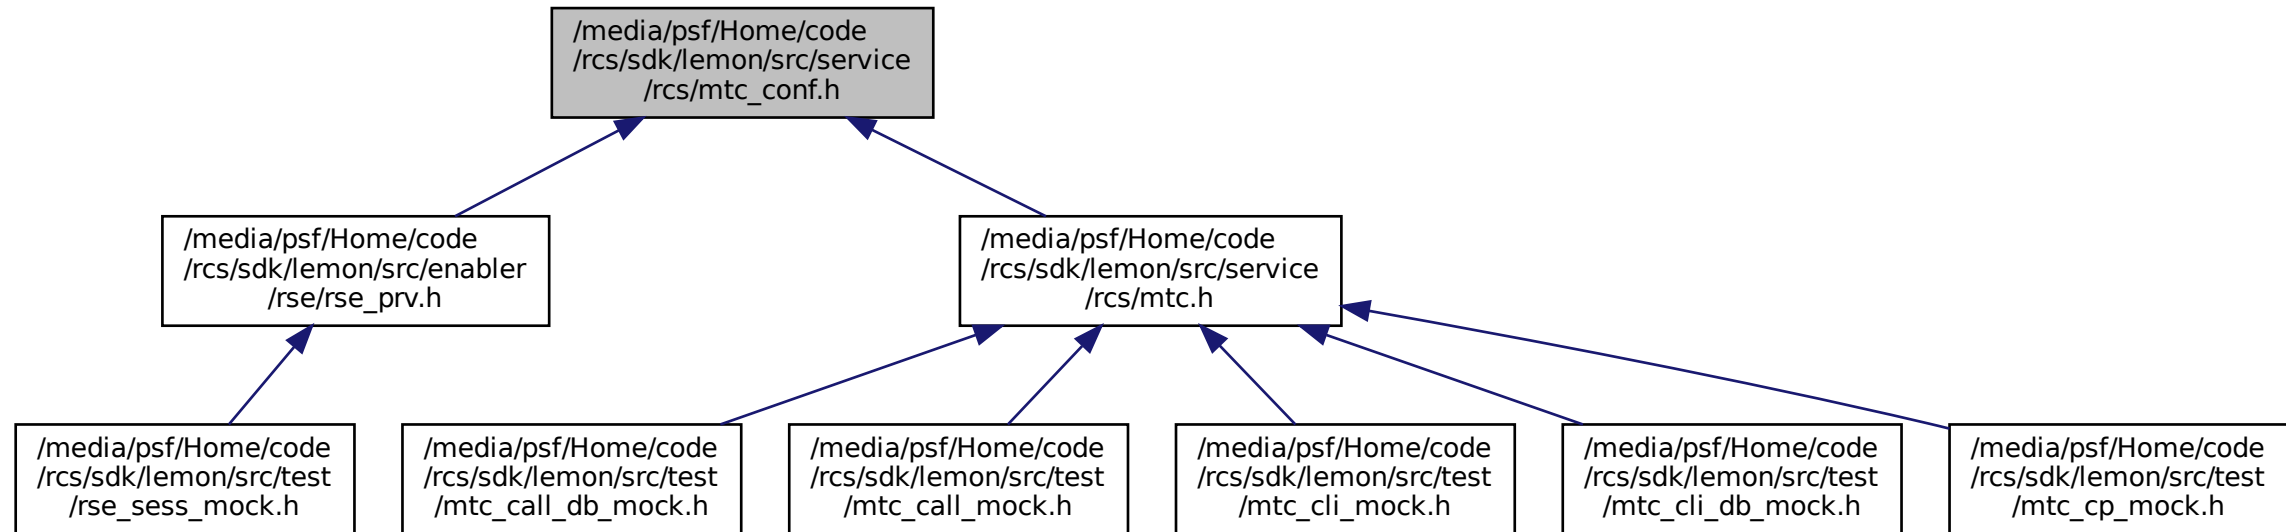 /media/psf/Home/code
/rcs/sdk/lemon/src/service
/rcs/mtc_conf.h
/media/psf/Home/code
/rcs/sdk/lemon/src/enabler
/rse/rse_prv.h
/media/psf/Home/code
/rcs/sdk/lemon/src/service
/rcs/mtc.h
/media/psf/Home/code
/rcs/sdk/lemon/src/test
/rse_sess_mock.h
/media/psf/Home/code
/rcs/sdk/lemon/src/test
/mtc_call_db_mock.h
/media/psf/Home/code
/rcs/sdk/lemon/src/test
/mtc_call_mock.h
/media/psf/Home/code
/rcs/sdk/lemon/src/test
/mtc_cli_mock.h
/media/psf/Home/code
/rcs/sdk/lemon/src/test
/mtc_cli_db_mock.h
/media/psf/Home/code
/rcs/sdk/lemon/src/test
/mtc_cp_mock.h